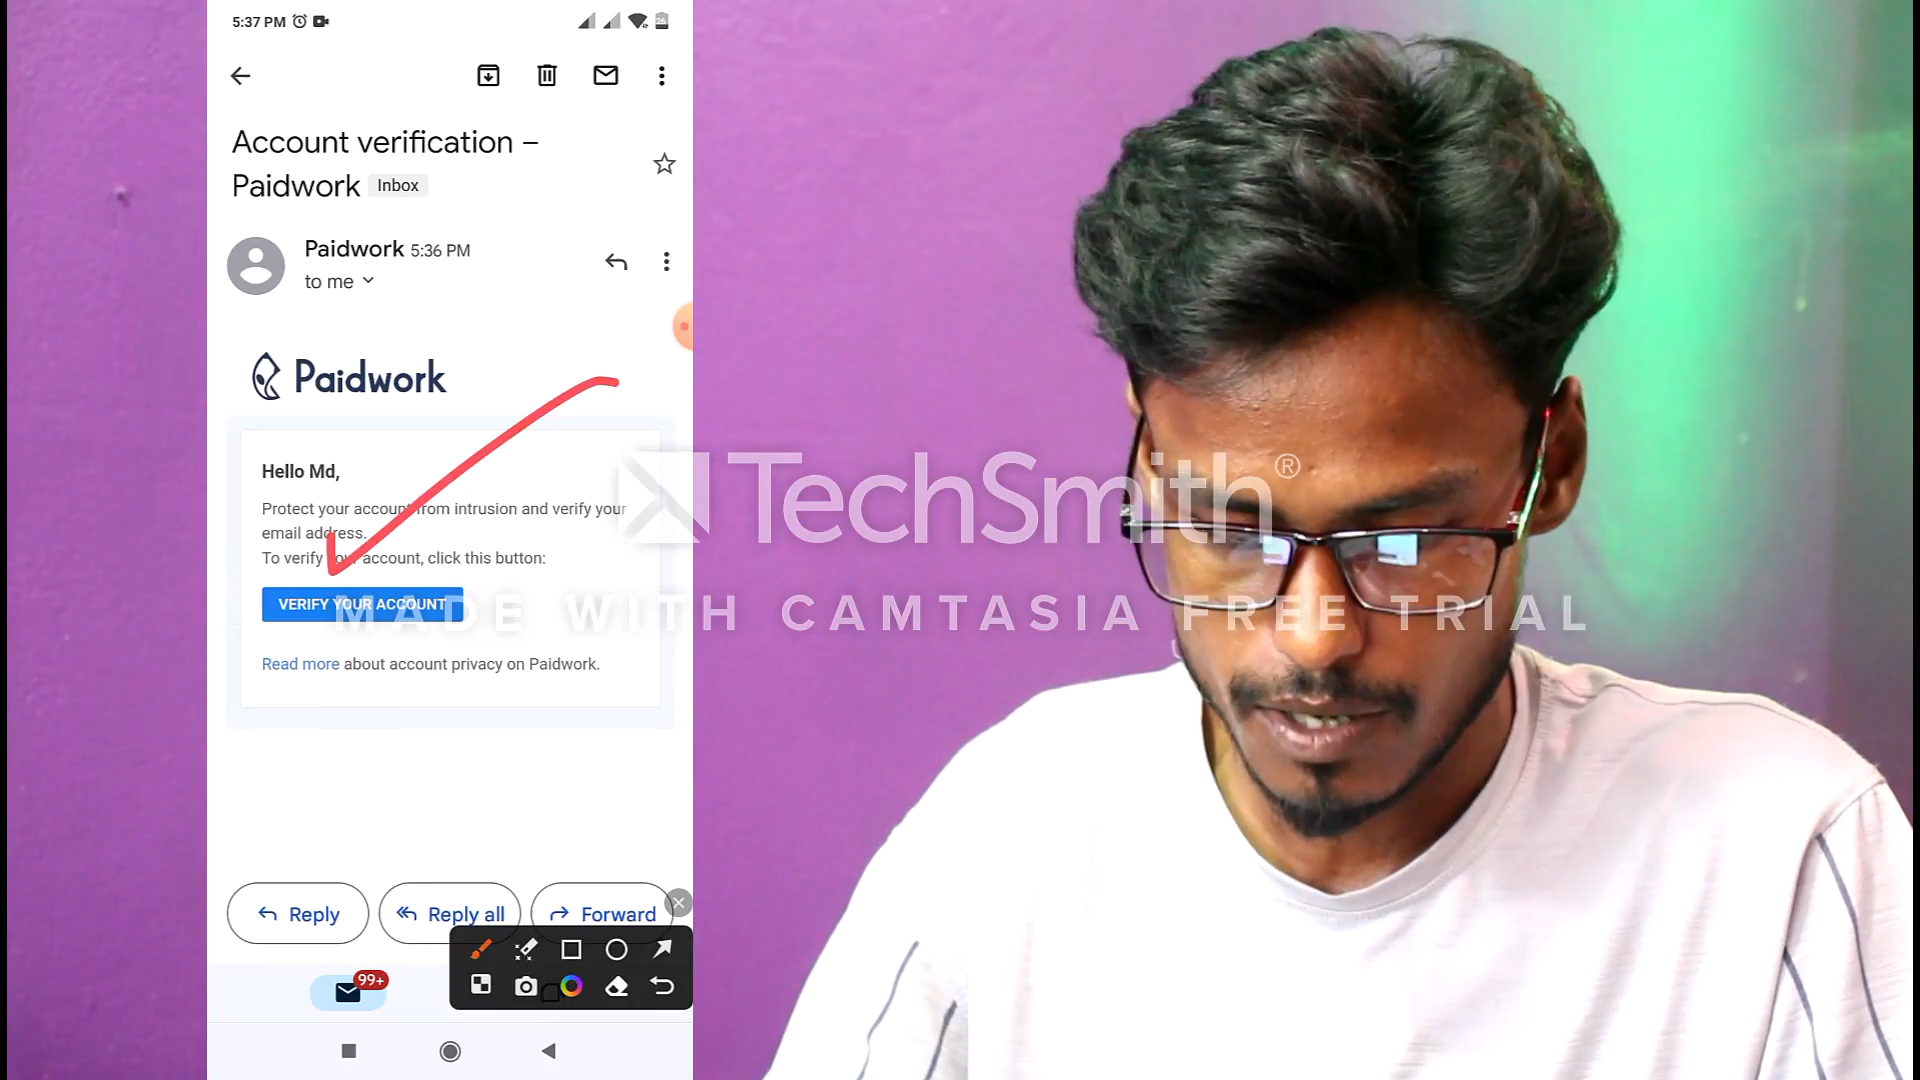 5:37 PM
26
Account verification –
Paidwork Inbox
Paidwork 5:36 PM
to me
Paidwork
Hello Md,
Protect your account from intrusion and verify your
email address.
To verify your account, click this button:
VERIFY YOUR ACCOUNT
Read more about account privacy on Paidwork.
TechSmith®
MADE WITH CAMTASIA FREE TRIAL
Reply
Reply all
Forward
99+